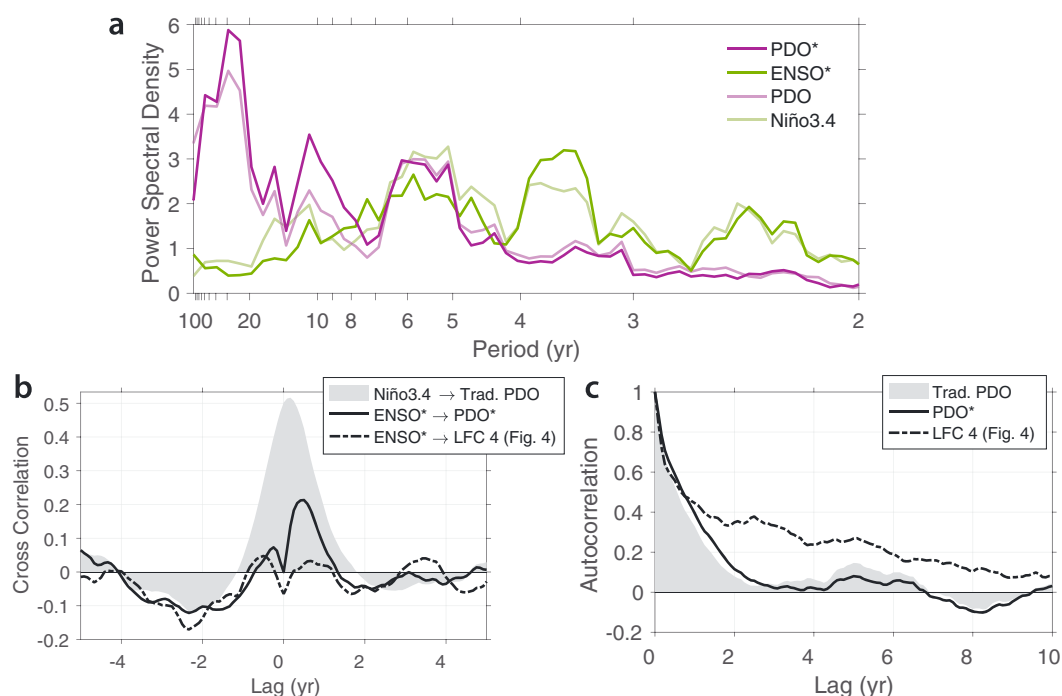 a
Power Spectral Density
6
5
4
3
2
1
0
PDO*
ENSO*
PDO
Niño3.4
100 20 10 8 6 5 4 3 2
Period (yr)
b
Cross Correlation
0.5
0.4
0.3
0.2
0.1
0
-0.1
-0.2
Niño3.4 → Trad. PDO
ENSO* → PDO*
ENSO* → LFC 4 (Fig. 4)
-4 -2 0 2 4
Lag (yr)
c
Autocorrelation
1
0.8
0.6
0.4
0.2
0
-0.2
Trad. PDO
PDO*
LFC 4 (Fig. 4)
0 2 4 6 8 10
Lag (yr)